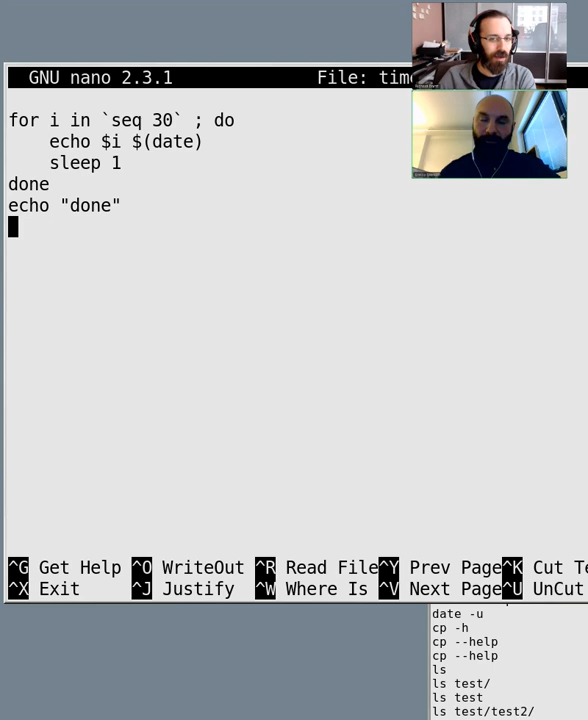 GNU nano 2.3.1 File: time
for i in `seq 30` ; do
echo $i $(date)
sleep 1
done
echo "done"
^G Get Help ^O WriteOut ^R Read File ^Y Prev Page ^K Cut Te
^X Exit ^J Justify ^W Where Is ^V Next Page ^U UnCut
date -u
cp -h
cp --help
cp --help
ls
ls test/
ls test
ls test/test2/